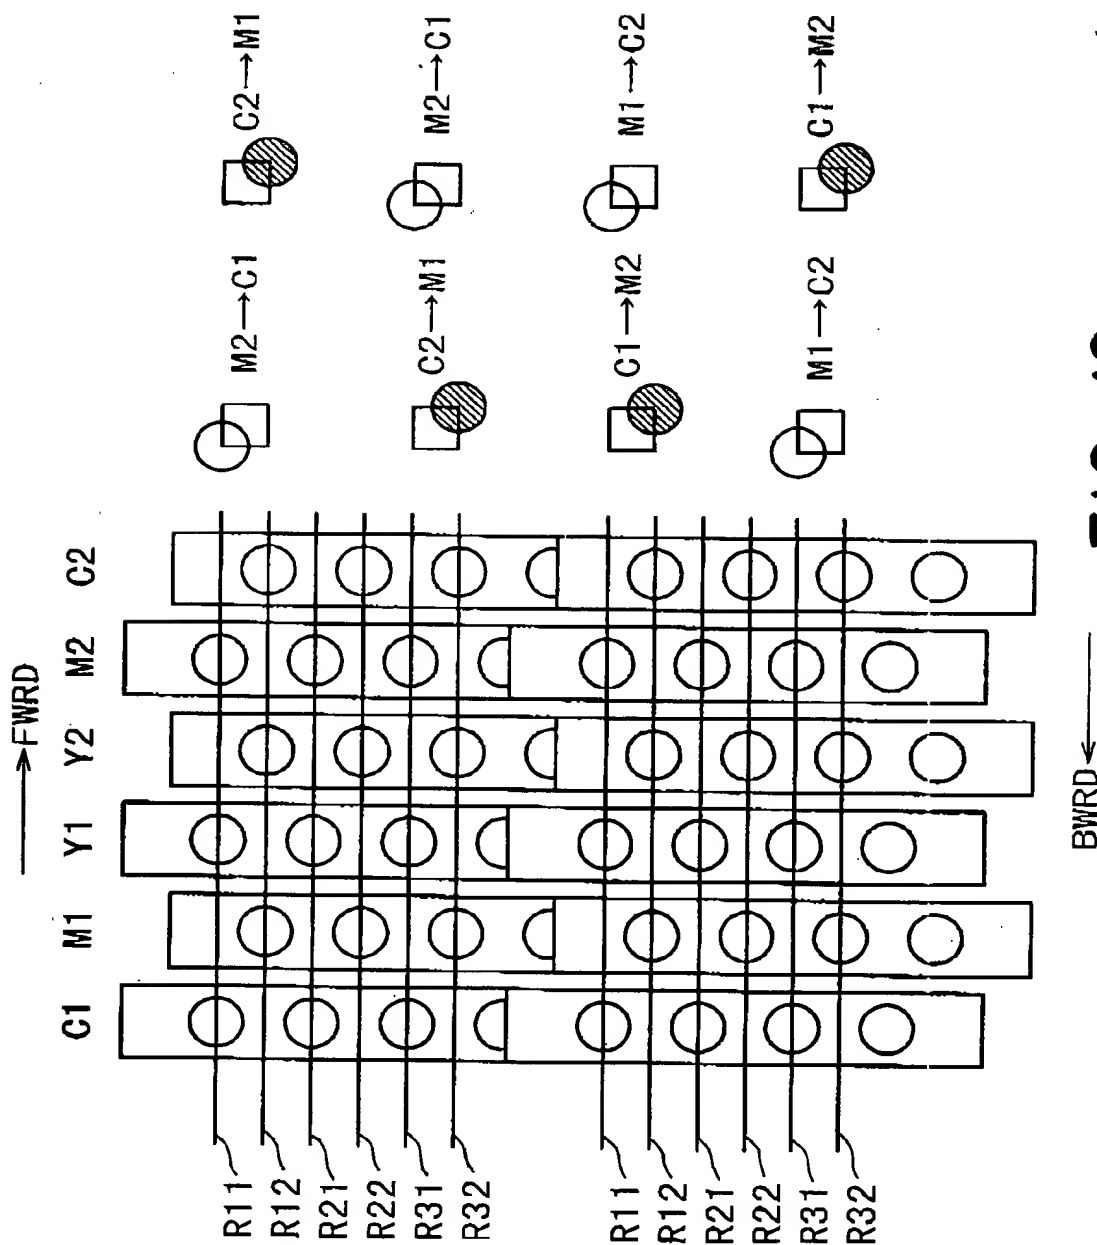 →FWRD
C1 M1 Y1 Y2 M2 C2
R11
R12
R21
R22
R31
R32
M2→C1 C2→M1
C2→M1 M2→C1
R11
R12
R21
R22
R31
R32
C1→M2 M1→C2
M1→C2 C1→M2
BWRD←